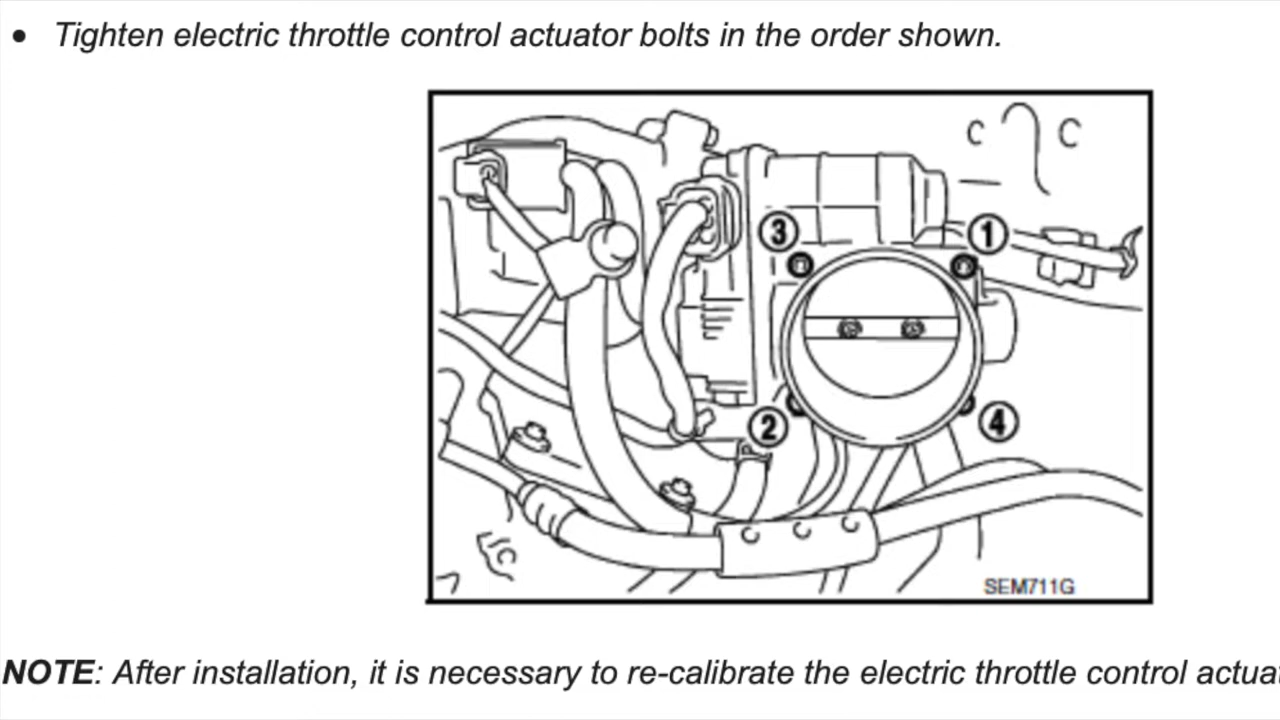 • Tighten electric throttle control actuator bolts in the order shown.
3
1
2
4
SEM711G
NOTE: After installation, it is necessary to re-calibrate the electric throttle control